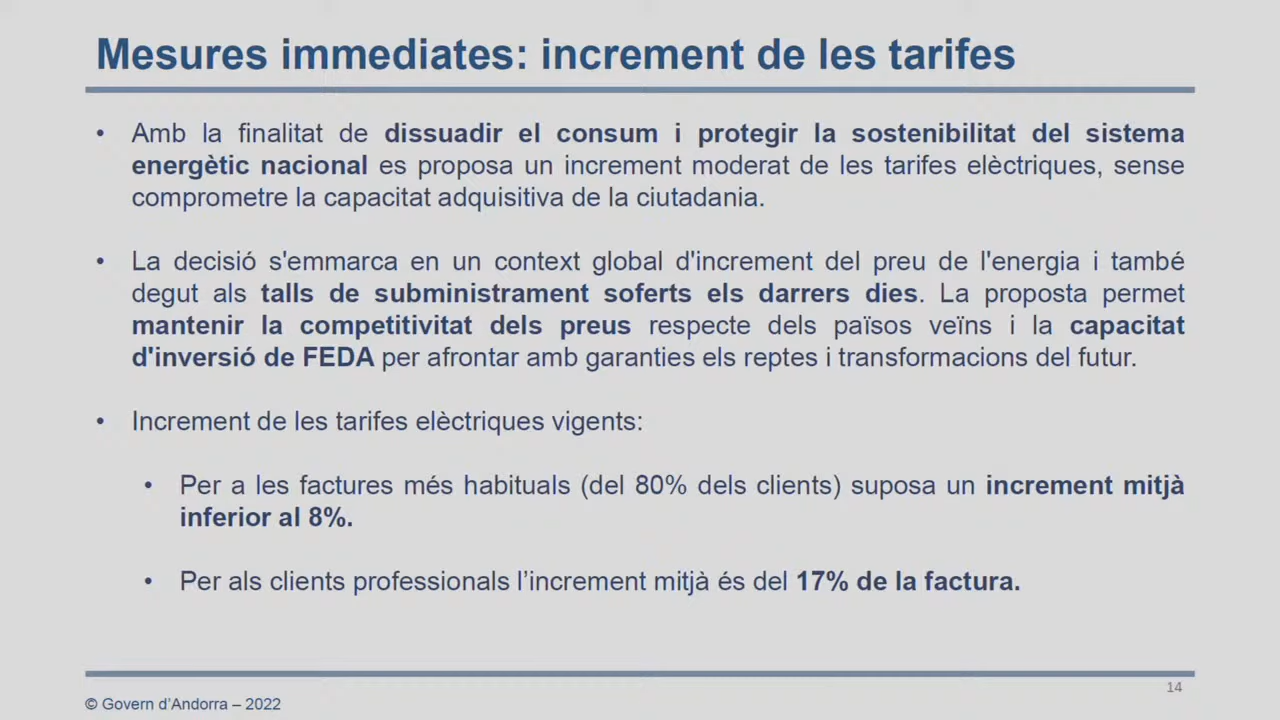 Mesures immediates: increment de les tarifes
• Amb la finalitat de dissuadir el consum i protegir la sostenibilitat del sistema
energètic nacional es proposa un increment moderat de les tarifes elèctriques, sense
comprometre la capacitat adquisitiva de la ciutadania.
• La decisió s'emmarca en un context global d'increment del preu de l'energia i també
degut als talls de subministrament soferts els darrers dies. La proposta permet
mantenir la competitivitat dels preus respecte dels països veïns i la capacitat
d'inversió de FEDA per afrontar amb garanties els reptes i transformacions del futur.
• Increment de les tarifes elèctriques vigents:
• Per a les factures més habituals (del 80% dels clients) suposa un increment mitjà
inferior al 8%.
• Per als clients professionals l’increment mitjà és del 17% de la factura.
14
© Govern d’Andorra – 2022